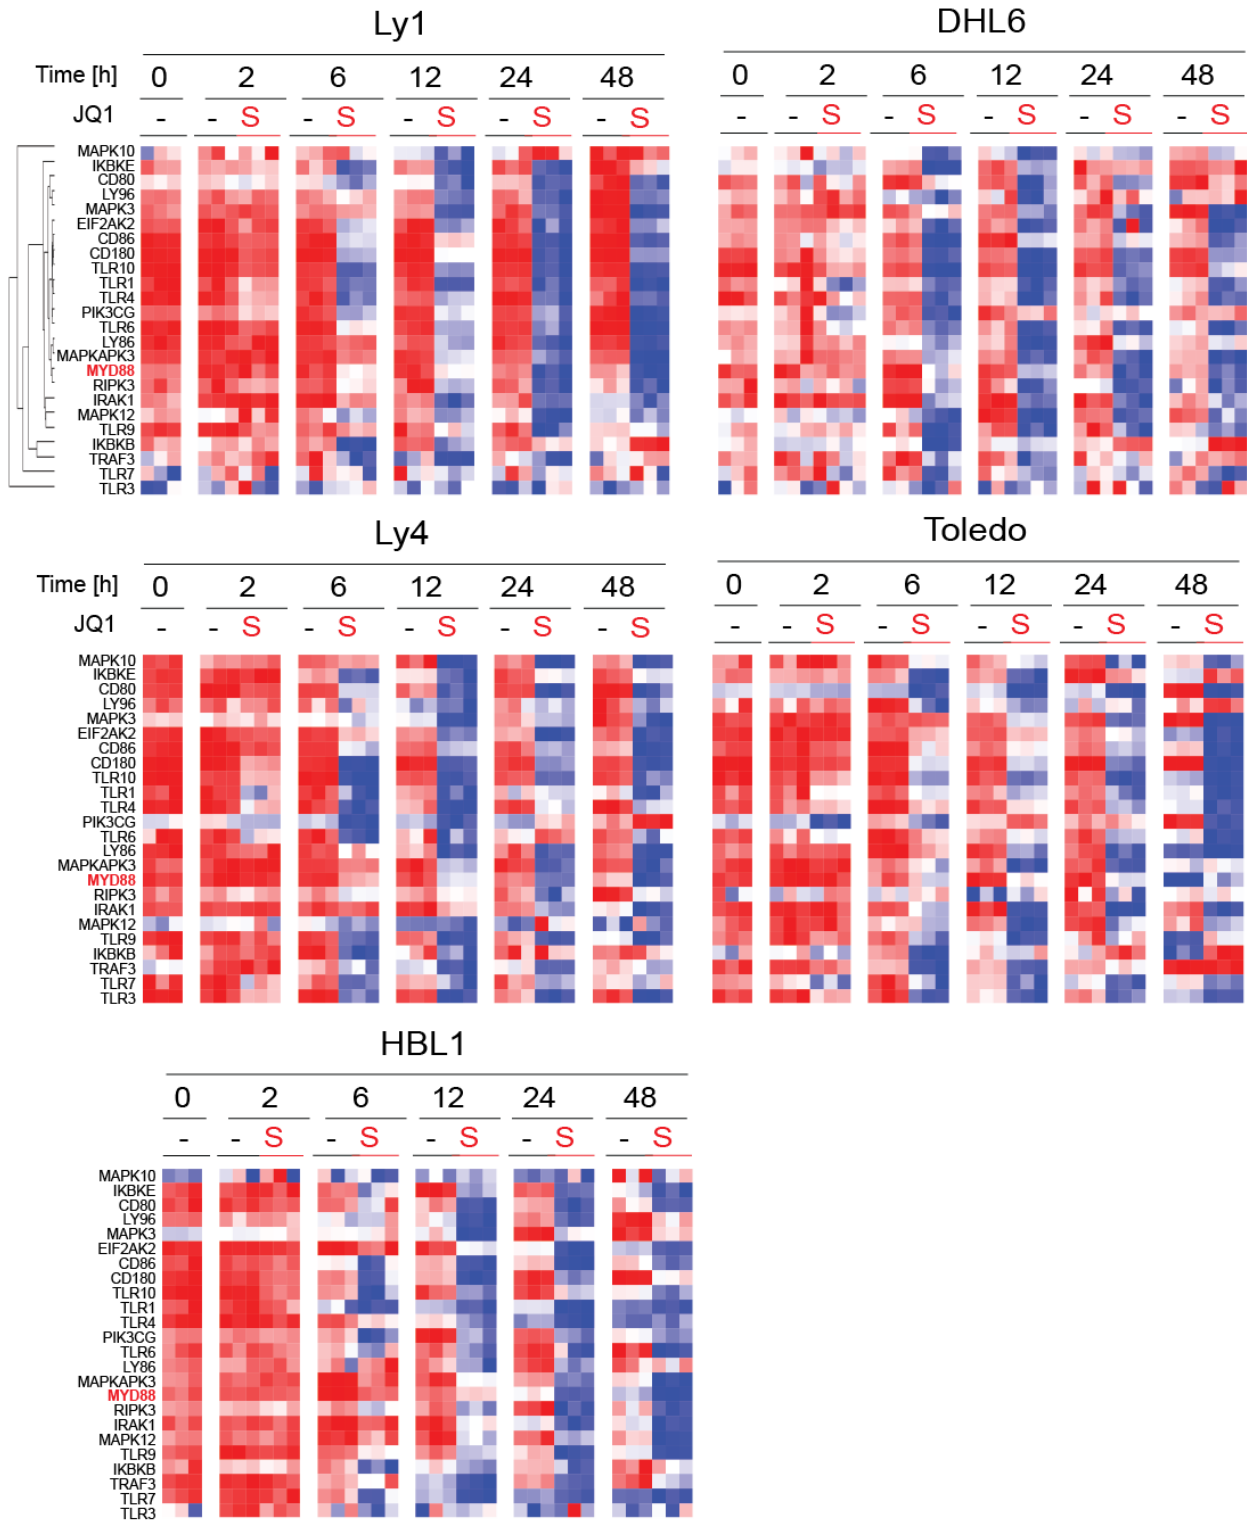 Ly1
DHL6
Time [h] 0 2 6 12 24 48
0 2 6 12 24 48
JQ1 - - S - S - S - S - S
- - S - S - S - S - S
MAPK10
IKBKE
CD80
LY96
MAPK3
EIF2AK2
CD86
CD180
TLR10
TLR1
TLR4
PIK3CG
TLR6
LY86
MAPKAPK3
MYD88
RIPK3
IRAK1
MAPK12
TLR9
IKBKB
TRAF3
TLR7
TLR3
Ly4
Toledo
Time [h] 0 2 6 12 24 48
0 2 6 12 24 48
JQ1 - - S - S - S - S - S
- - S - S - S - S - S
MAPK10
IKBKE
CD80
LY96
MAPK3
EIF2AK2
CD86
CD180
TLR10
TLR1
TLR4
PIK3CG
TLR6
LY86
MAPKAPK3
MYD88
RIPK3
IRAK1
MAPK12
TLR9
IKBKB
TRAF3
TLR7
TLR3
HBL1
0 2 6 12 24 48
- - S - S - S - S - S
MAPK10
IKBKE
CD80
LY96
MAPK3
EIF2AK2
CD86
CD180
TLR10
TLR1
TLR4
PIK3CG
TLR6
LY86
MAPKAPK3
MYD88
RIPK3
IRAK1
MAPK12
TLR9
IKBKB
TRAF3
TLR7
TLR3